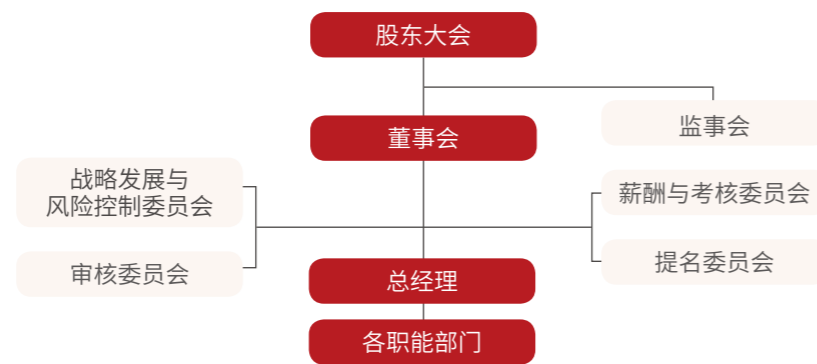 股东大会
董事会
监事会
战略发展与
风险控制委员会
薪酬与考核委员会
审核委员会
提名委员会
总经理
各职能部门